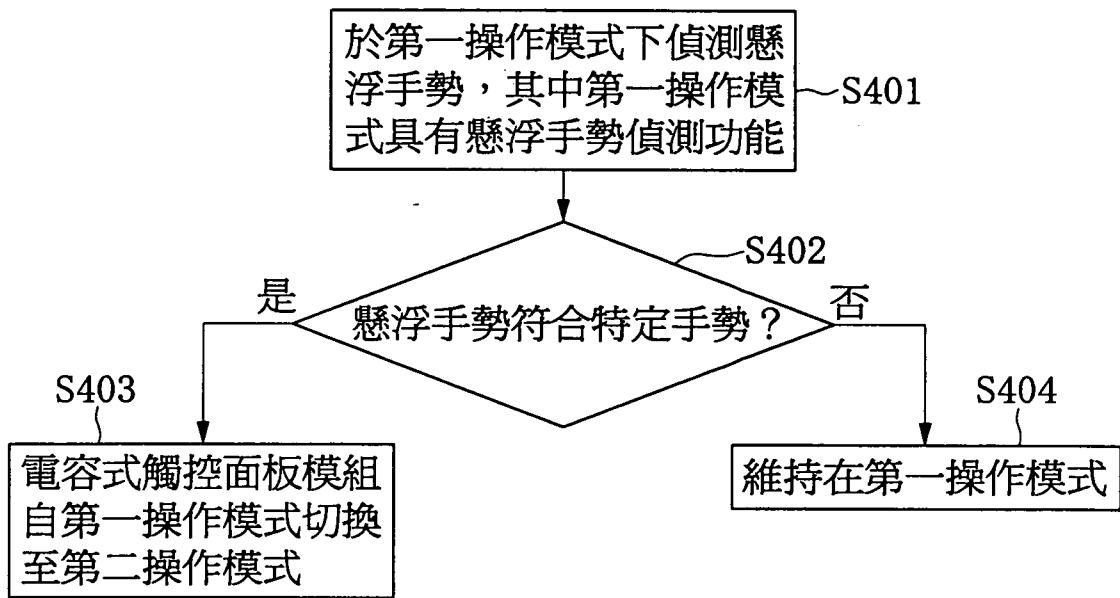 於第一操作模式下偵測懸
浮手勢，其中第一操作模
式具有懸浮手勢偵測功能
S401
S402
是
懸浮手勢符合特定手勢？
否
S403
電容式觸控面板模組
自第一操作模式切換
至第二操作模式
S404
維持在第一操作模式